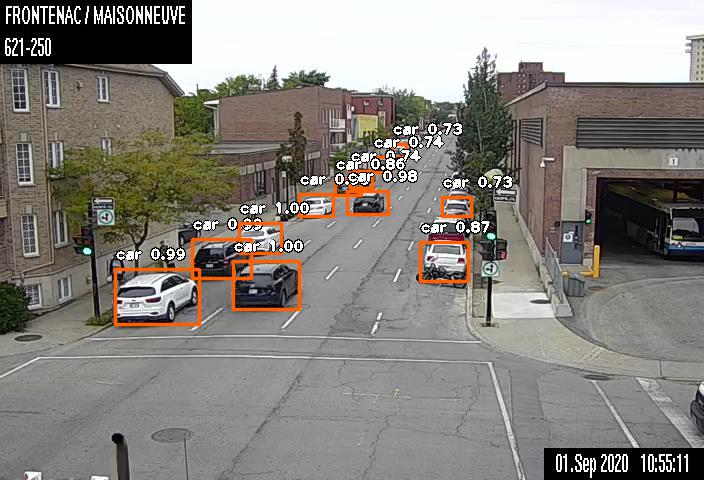 FRONTENAC / MAISONNEUVE
621-250
car 0.73
car 0.74
car 0.74
car 0.86
car 0.98
car 0.73
car 1.00
car 0.87
car 1.00
car 0.99
01.Sep 2020 10:55:11